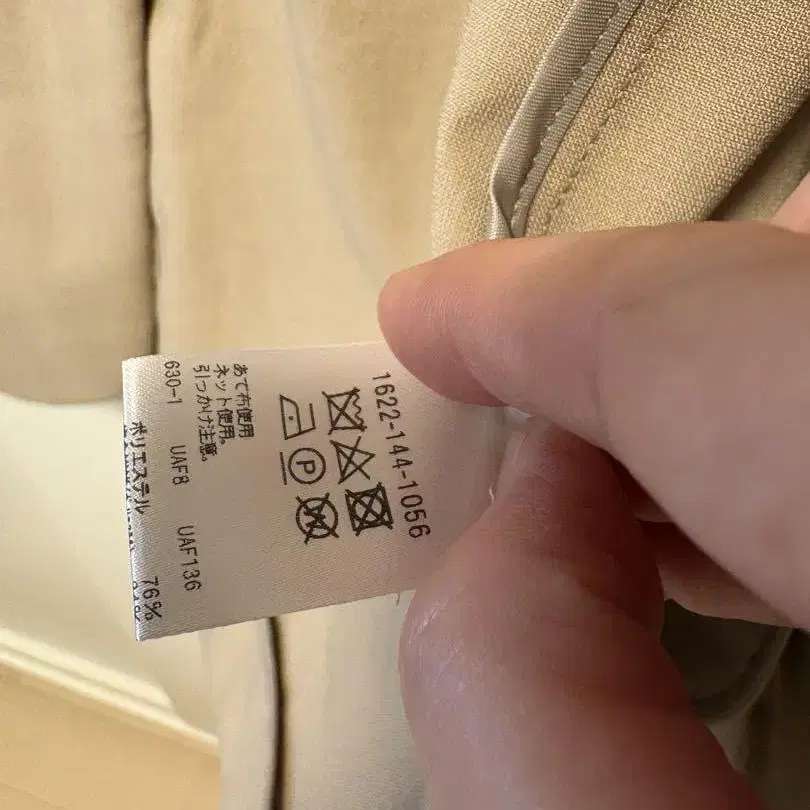 1622-144-1056
P
あて布使用
ネット使用。
引っかけ注意。
630-1 UAF8 UAF136
ポリエステル 76%